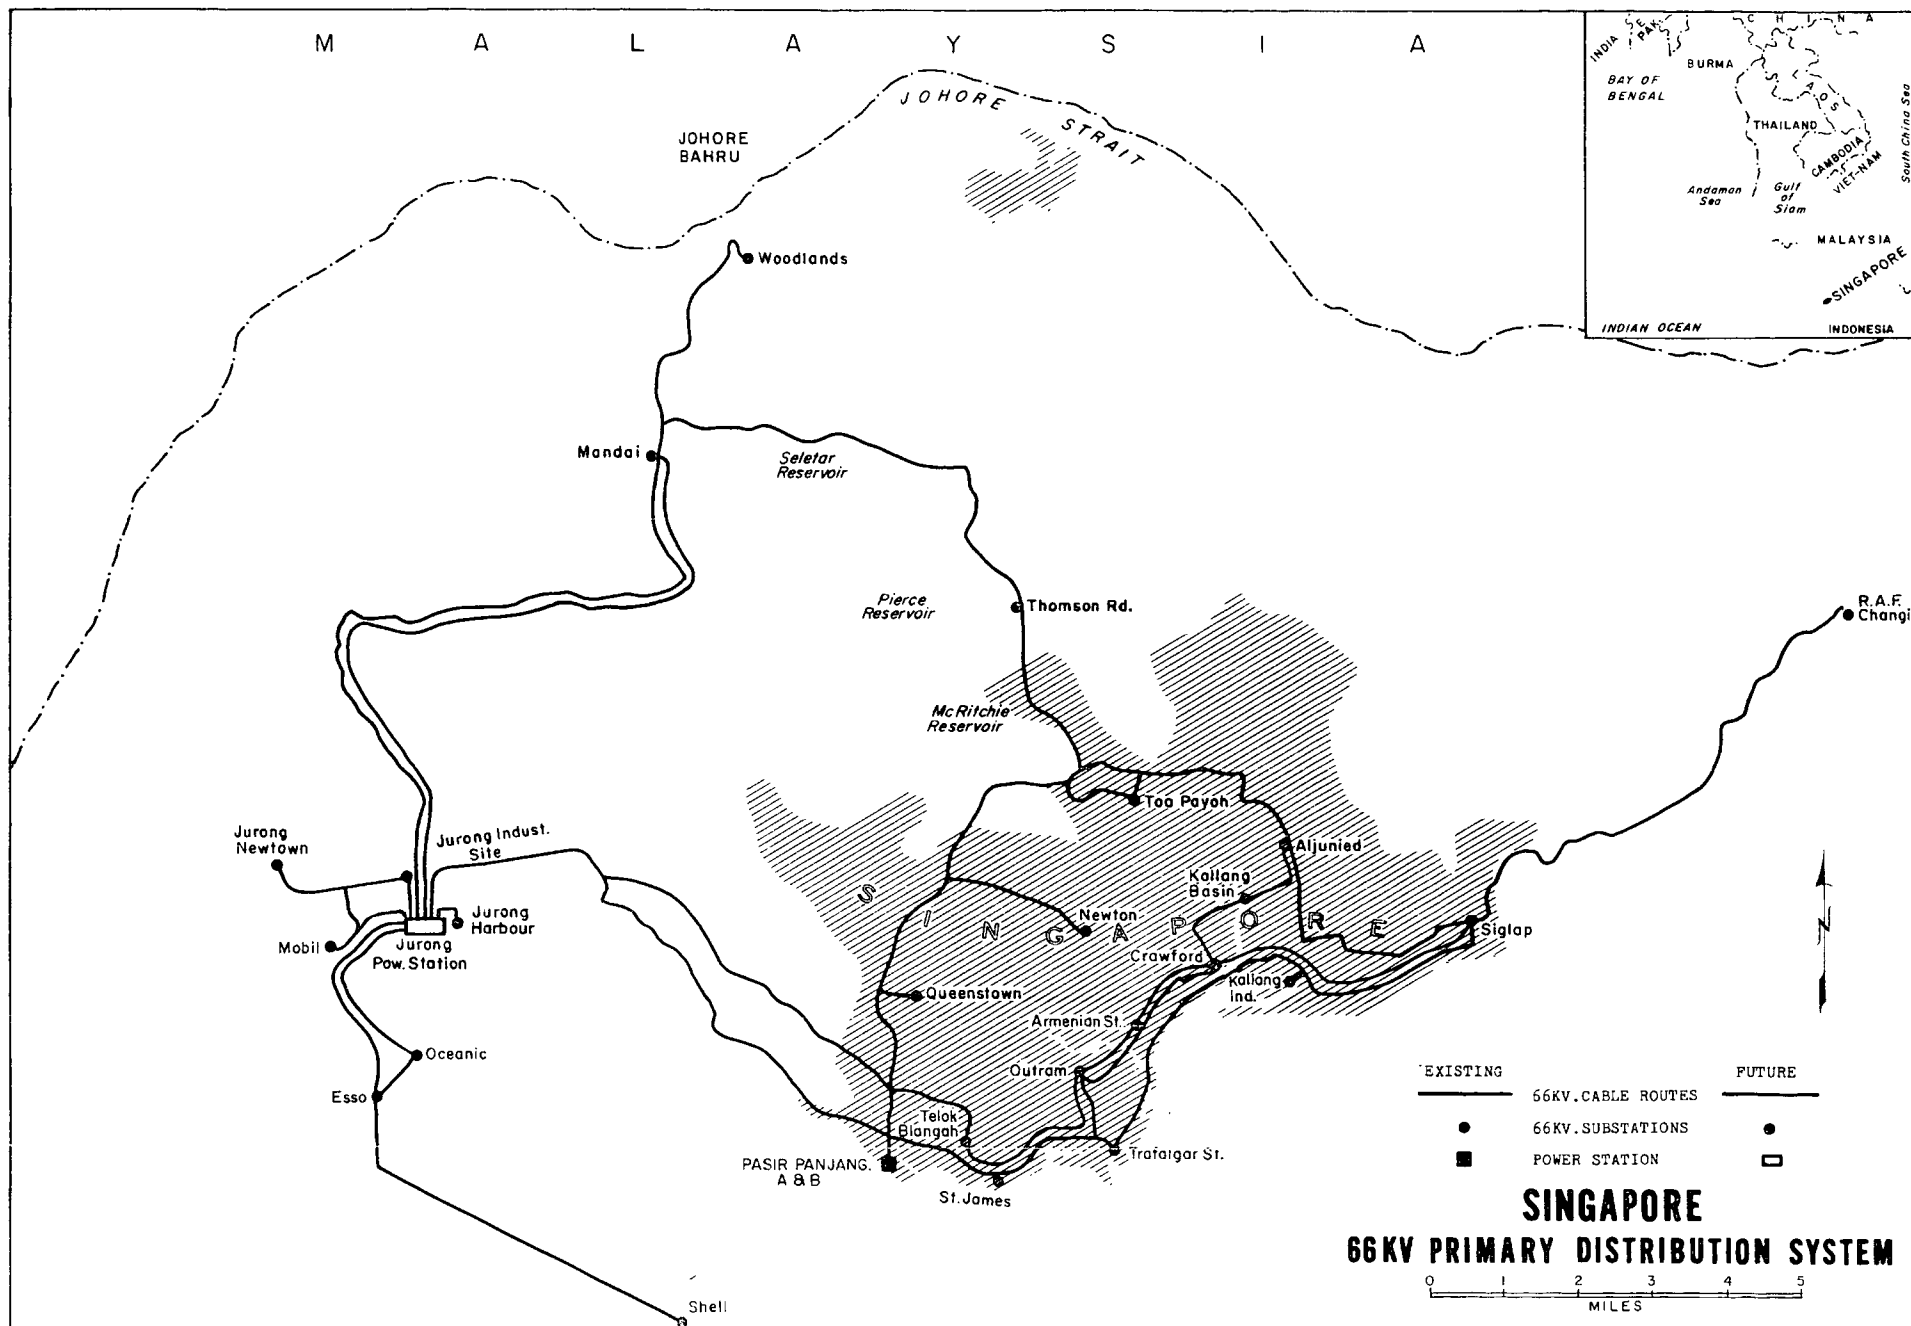 M A L A Y S I A
JOHORE STRAIT
JOHORE
BAHRU
Woodlands
Mandai
Seletar
Reservoir
Pierce
Reservoir
Thomson Rd.
R.A.F.
Changi
Mc Ritchie
Reservoir
Toa Payoh
Jurong
Newtown
Jurong Indust.
Site
Aljunied
Kallang
Basin
SINGAPORE
Jurong
Harbour
Newton
Siglap
Mobil
Jurong
Pow. Station
Crawford
Kallang
Ind.
Queenstown
Armenian St.
Oceanic
Outram
Esso
Telok
Blangah
PASIR PANJANG.
A & B
Trafalgar St.
St. James
Shell
INDIA
E. PAK.
CHINA
BURMA
BAY OF
BENGAL
LAOS
THAILAND
CAMBODIA
VIET-NAM
South China Sea
Andaman
Sea
Gulf
of
Siam
MALAYSIA
SINGAPORE
INDIAN OCEAN
INDONESIA
N
EXISTING FUTURE
66KV. CABLE ROUTES
66KV. SUBSTATIONS
POWER STATION
SINGAPORE
66 KV PRIMARY DISTRIBUTION SYSTEM
0 1 2 3 4 5
MILES